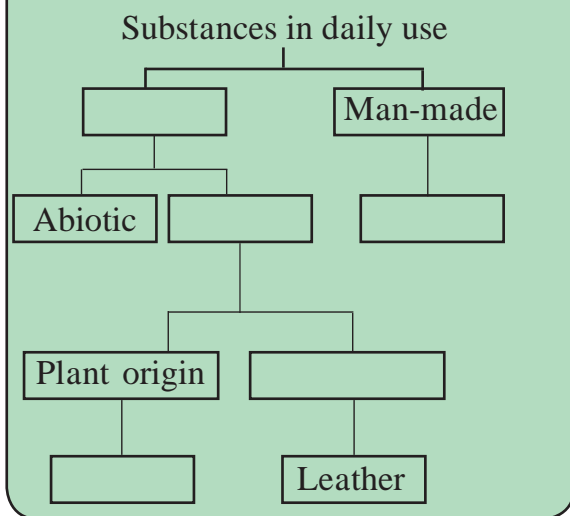 Substances in daily use
Man-made
Abiotic
Plant origin
Leather